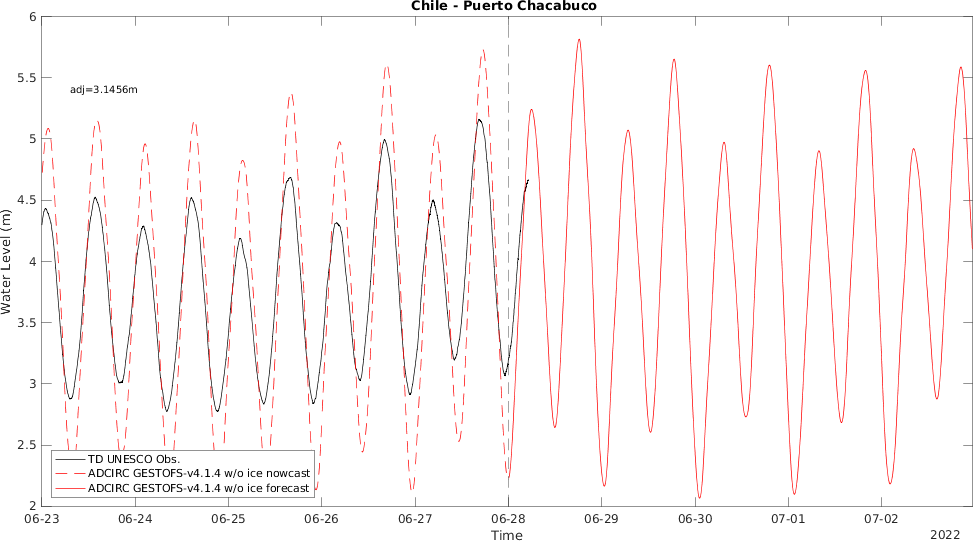 Chile - Puerto Chacabuco
6
5.5
5
4.5
4
3.5
3
2.5
2
Water Level (m)
adj=3.1456m
TD UNESCO Obs.
ADCIRC GESTOFS-v4.1.4 w/o ice nowcast
ADCIRC GESTOFS-v4.1.4 w/o ice forecast
06-23 06-24 06-25 06-26 06-27 06-28 06-29 06-30 07-01 07-02
Time
2022